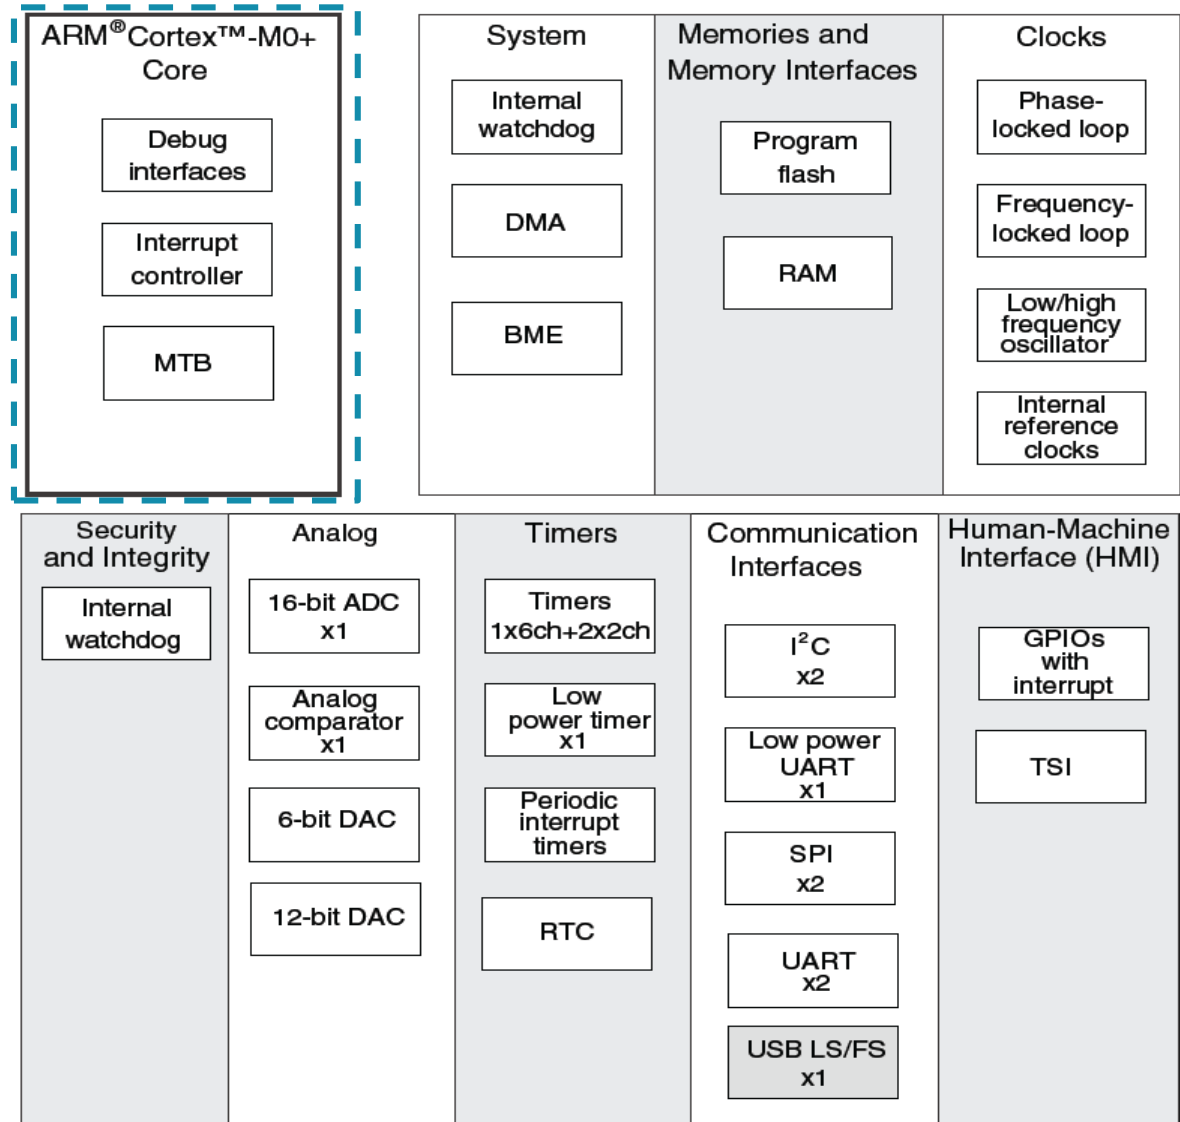 ARM®Cortex™-M0+
Core
Debug
interfaces
Interrupt
controller
MTB
System
Internal
watchdog
DMA
BME
Memories and
Memory Interfaces
Program
flash
RAM
Clocks
Phase-
locked loop
Frequency-
locked loop
Low/high
frequency
oscillator
Internal
reference
clocks
Security
and Integrity
Internal
watchdog
Analog
16-bit ADC
x1
Analog
comparator
x1
6-bit DAC
12-bit DAC
Timers
Timers
1x6ch+2x2ch
Low
power timer
x1
Periodic
interrupt
timers
RTC
Communication
Interfaces
I²C
x2
Low power
UART
x1
SPI
x2
UART
x2
USB LS/FS
x1
Human-Machine
Interface (HMI)
GPIOs
with
interrupt
TSI